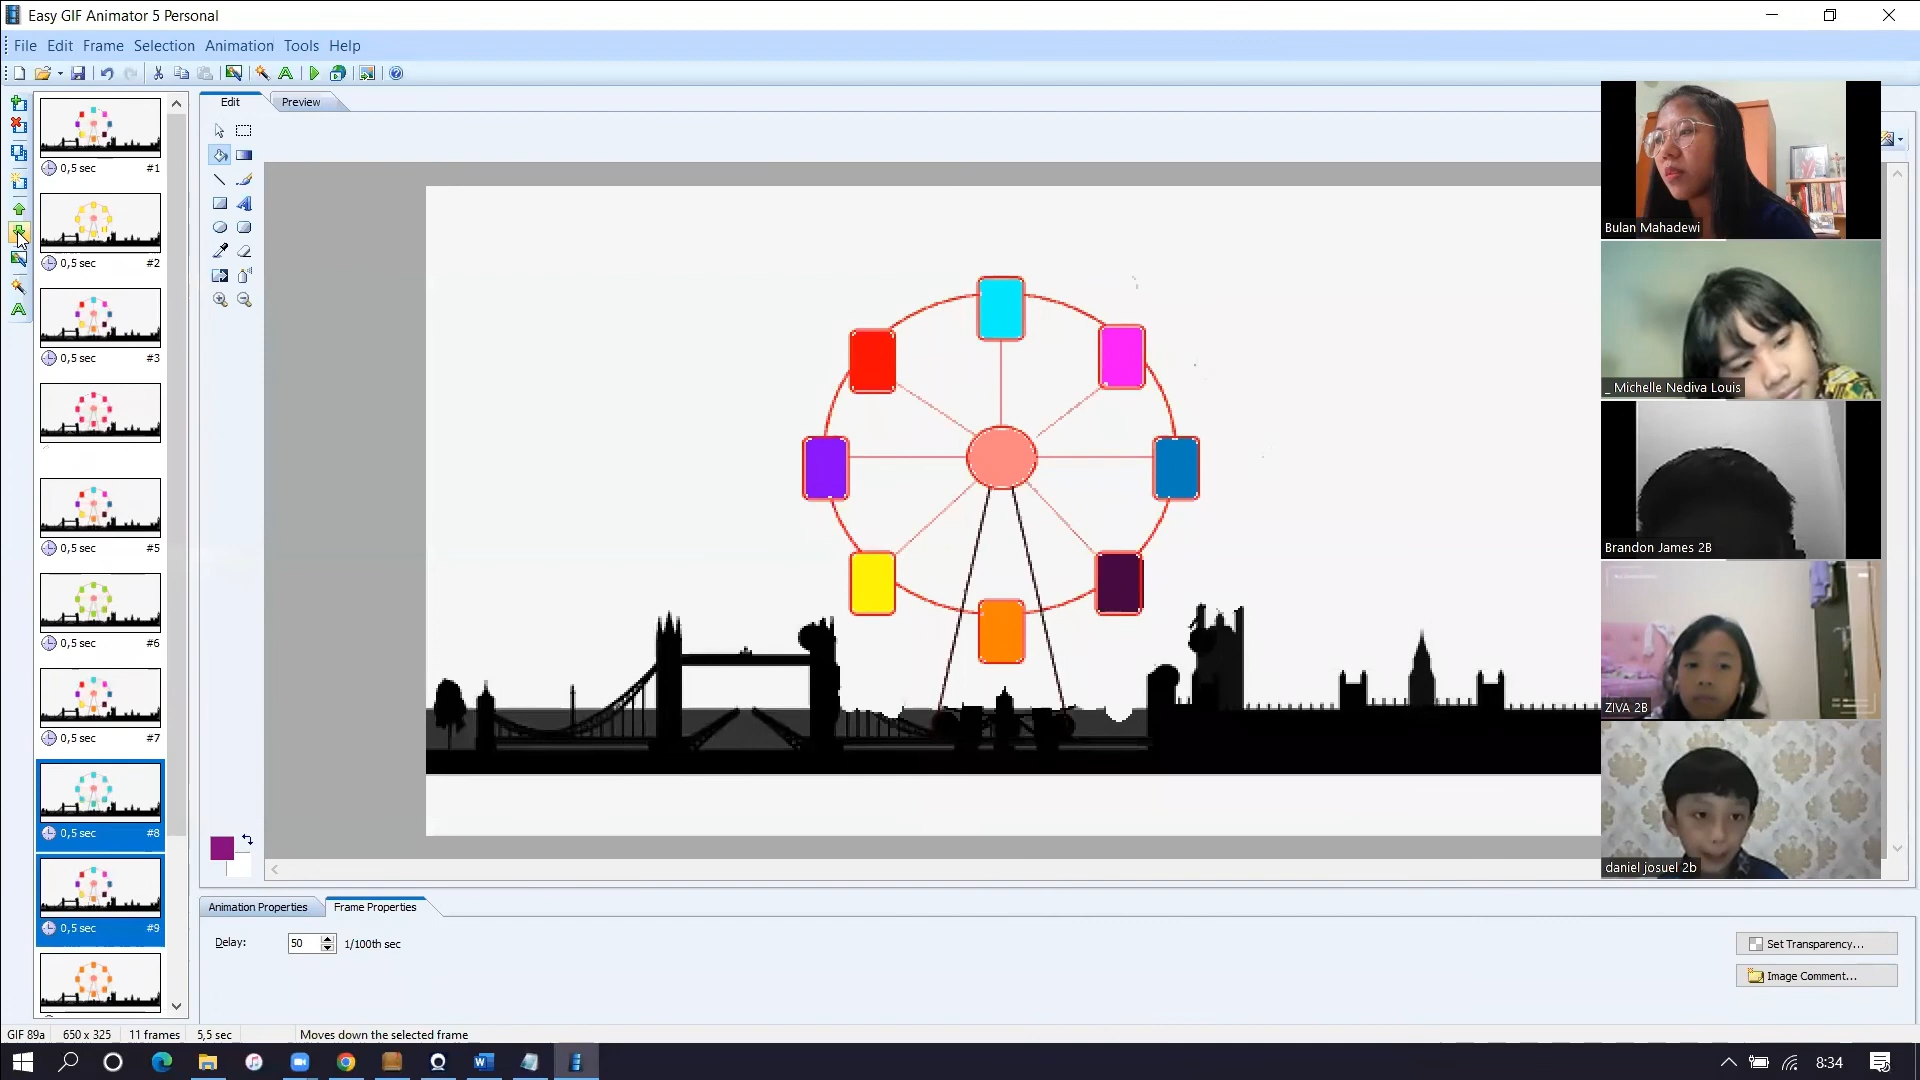 Easy GIF Animator 5 Personal
File Edit Frame Selection Animation Tools Help
Edit Preview
0,5 sec #1
0,5 sec #2
0,5 sec #3
0,5 sec #5
0,5 sec #6
0,5 sec #7
0,5 sec #8
0,5 sec #9
Bulan Mahadewi
_ Michelle Nediva Louis
Brandon James 2B
ZIVA 2B
daniel josuel 2b
Animation Properties Frame Properties
Delay: 50 1/100th sec
Set Transparency...
Image Comment...
GIF 89a 650 x 325 11 frames 5,5 sec Moves down the selected frame
8:34